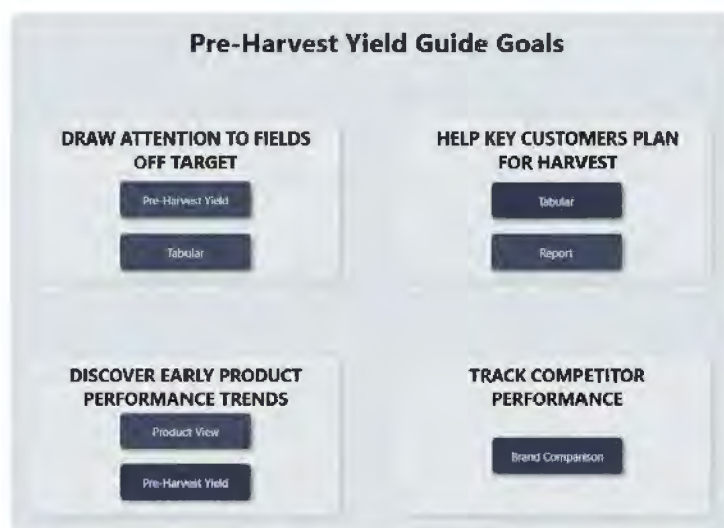 Pre-Harvest Yield Guide Goals
DRAW ATTENTION TO FIELDS
OFF TARGET
Pre-Harvest Yield
Tabular
HELP KEY CUSTOMERS PLAN
FOR HARVEST
Tabular
Report
DISCOVER EARLY PRODUCT
PERFORMANCE TRENDS
Product View
Pre-Harvest Yield
TRACK COMPETITOR
PERFORMANCE
Brand Comparison